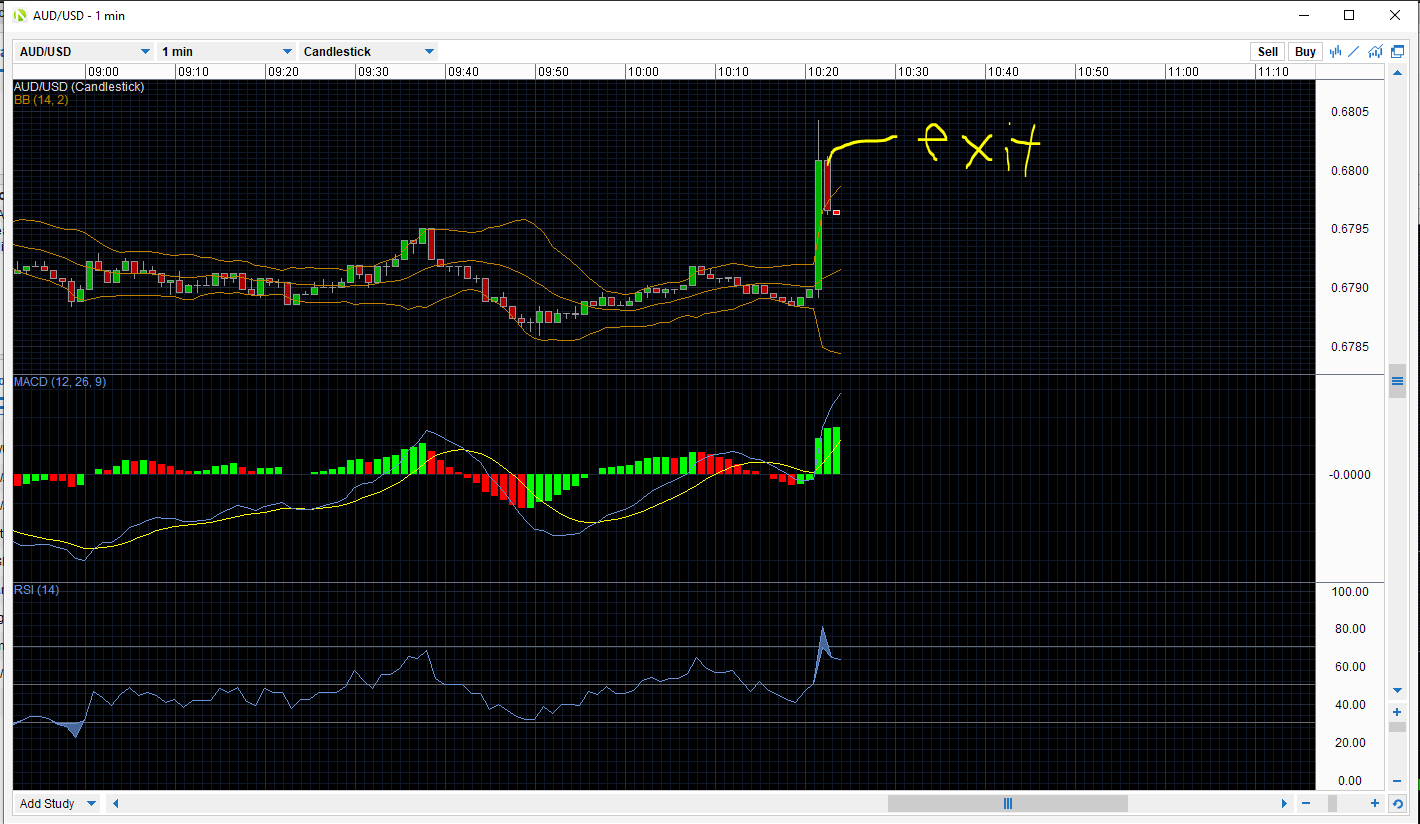 AUD/USD - 1 min
AUD/USD 1 min Candlestick Sell Buy
09:00 09:10 09:20 09:30 09:40 09:50 10:00 10:10 10:20 10:30 10:40 10:50 11:00 11:10
AUD/USD (Candlestick)
BB (14, 2)
0.6805
exit
0.6800
0.6795
0.6790
0.6785
MACD (12, 26, 9)
-0.0000
RSI (14)
100.00
80.00
60.00
40.00
20.00
0.00
Add Study